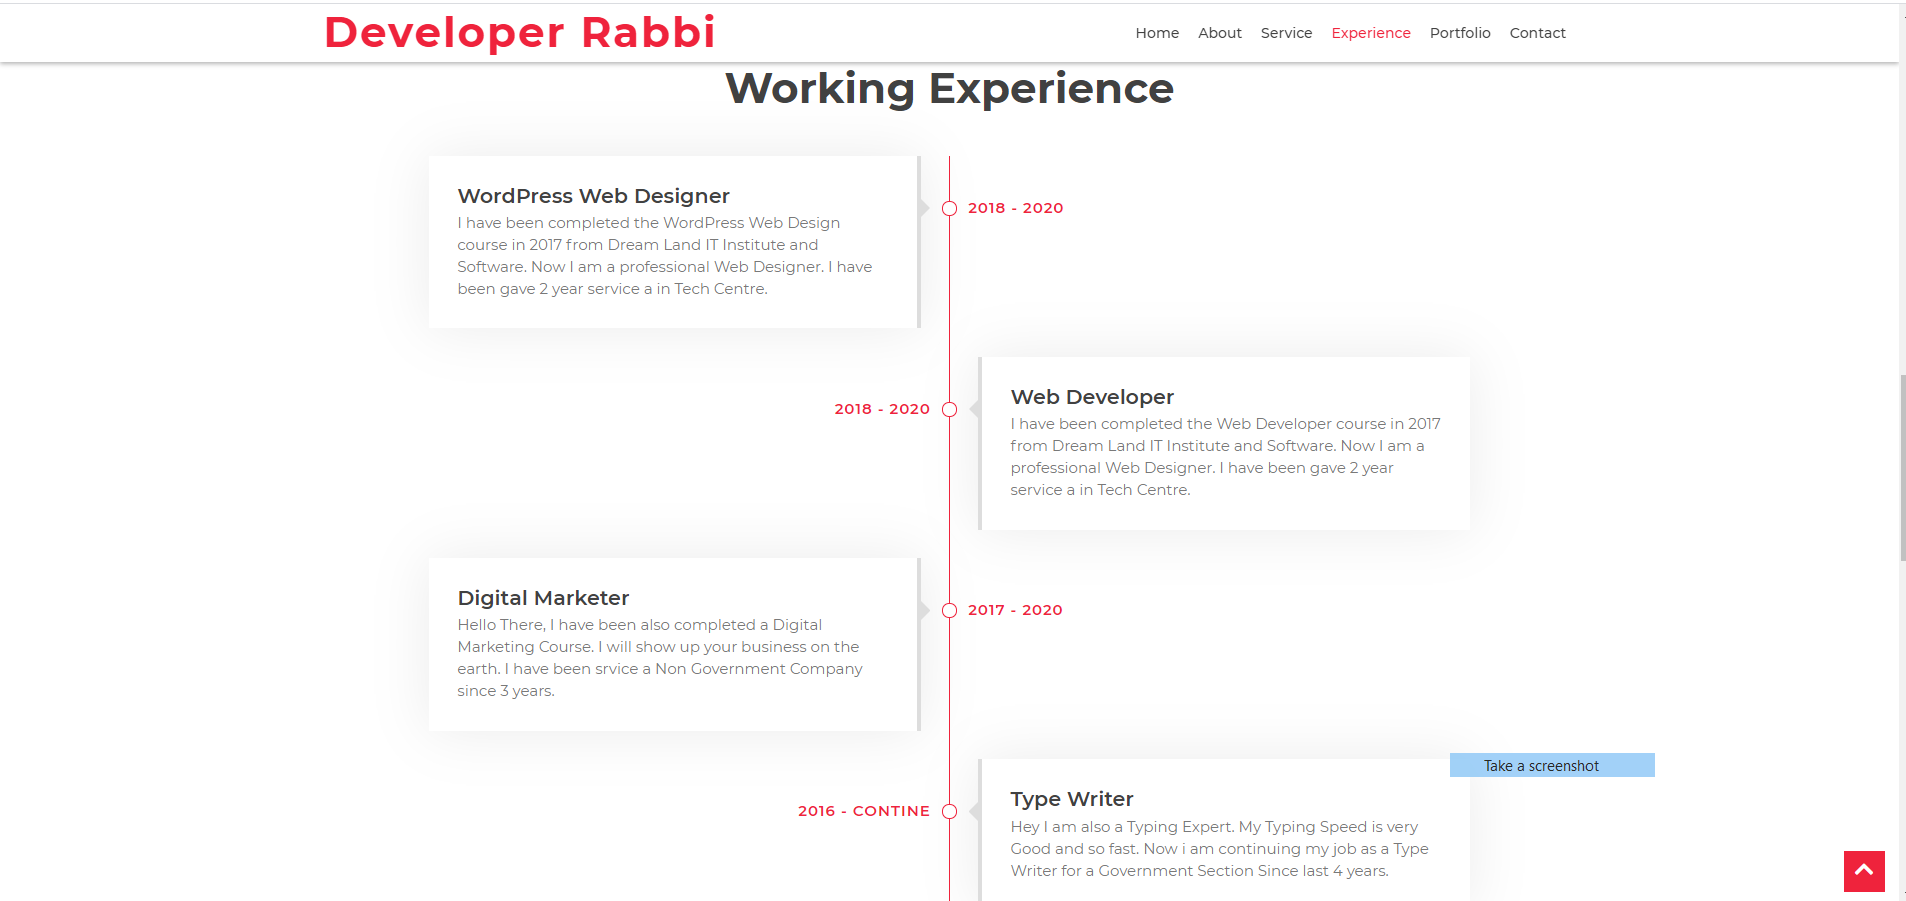 Developer Rabbi
Home About Service Experience Portfolio Contact
Working Experience
WordPress Web Designer
I have been completed the WordPress Web Design
course in 2017 from Dream Land IT Institute and
Software. Now I am a professional Web Designer. I have
been gave 2 year service a in Tech Centre.
2018 - 2020
2018 - 2020
Web Developer
I have been completed the Web Developer course in 2017
from Dream Land IT Institute and Software. Now I am a
professional Web Designer. I have been gave 2 year
service a in Tech Centre.
Digital Marketer
Hello There, I have been also completed a Digital
Marketing Course. I will show up your business on the
earth. I have been srvice a Non Government Company
since 3 years.
2017 - 2020
Take a screenshot
2016 - CONTINE
Type Writer
Hey I am also a Typing Expert. My Typing Speed is very
Good and so fast. Now i am continuing my job as a Type
Writer for a Government Section Since last 4 years.